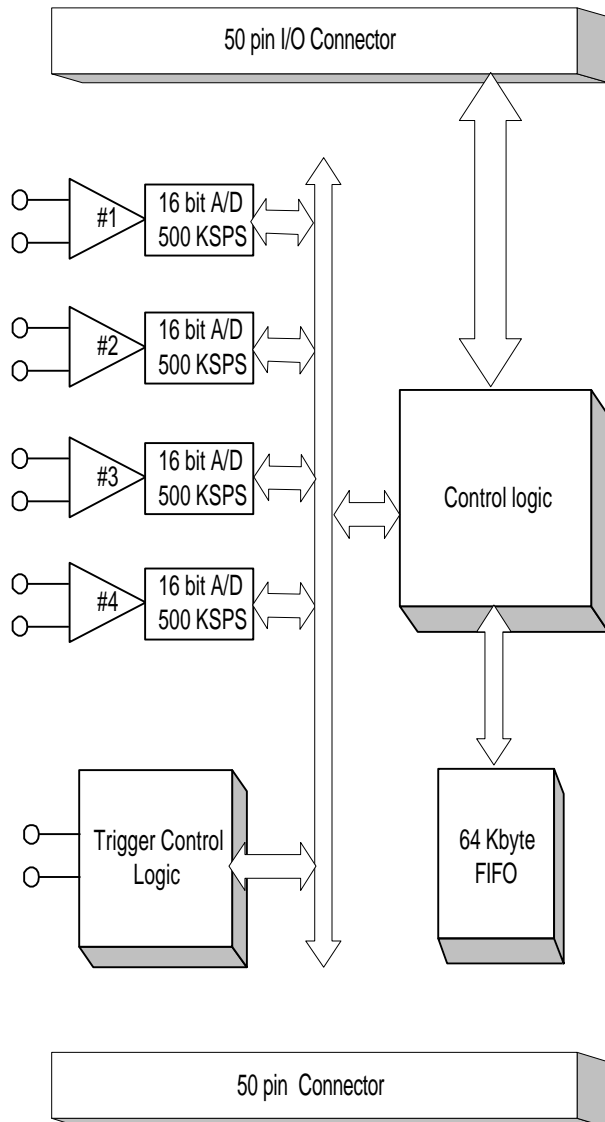 50 pin I/O Connector
#1
16 bit A/D
500 KSPS
#2
16 bit A/D
500 KSPS
#3
16 bit A/D
500 KSPS
#4
16 bit A/D
500 KSPS
Control logic
Trigger Control
Logic
64 Kbyte
FIFO
50 pin Connector